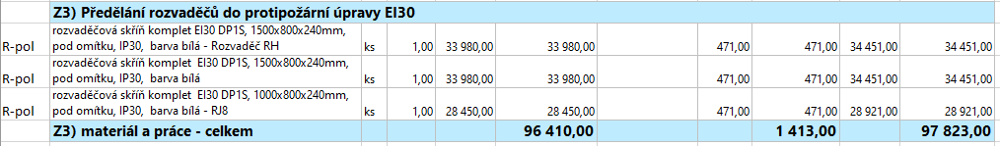 Z3) Předělání rozvaděčů do protipožární úpravy EI30
rozvaděčová skříň komplet EI30 DP1S, 1500x800x240mm,
R-pol pod omítku, IP30, barva bílá - Rozvaděč RH ks 1,00 33 980,00 33 980,00 471,00 471,00 34 451,00 34 451,00
rozvaděčová skříň komplet EI30 DP1S, 1500x800x240mm,
R-pol pod omítku, IP30, barva bílá ks 1,00 33 980,00 33 980,00 471,00 471,00 34 451,00 34 451,00
rozvaděčová skříň komplet EI30 DP1S, 1000x800x240mm,
R-pol pod omítku, IP30, barva bílá - RJ8 ks 1,00 28 450,00 28 450,00 471,00 471,00 28 921,00 28 921,00
Z3) materiál a práce - celkem 96 410,00 1 413,00 97 823,00